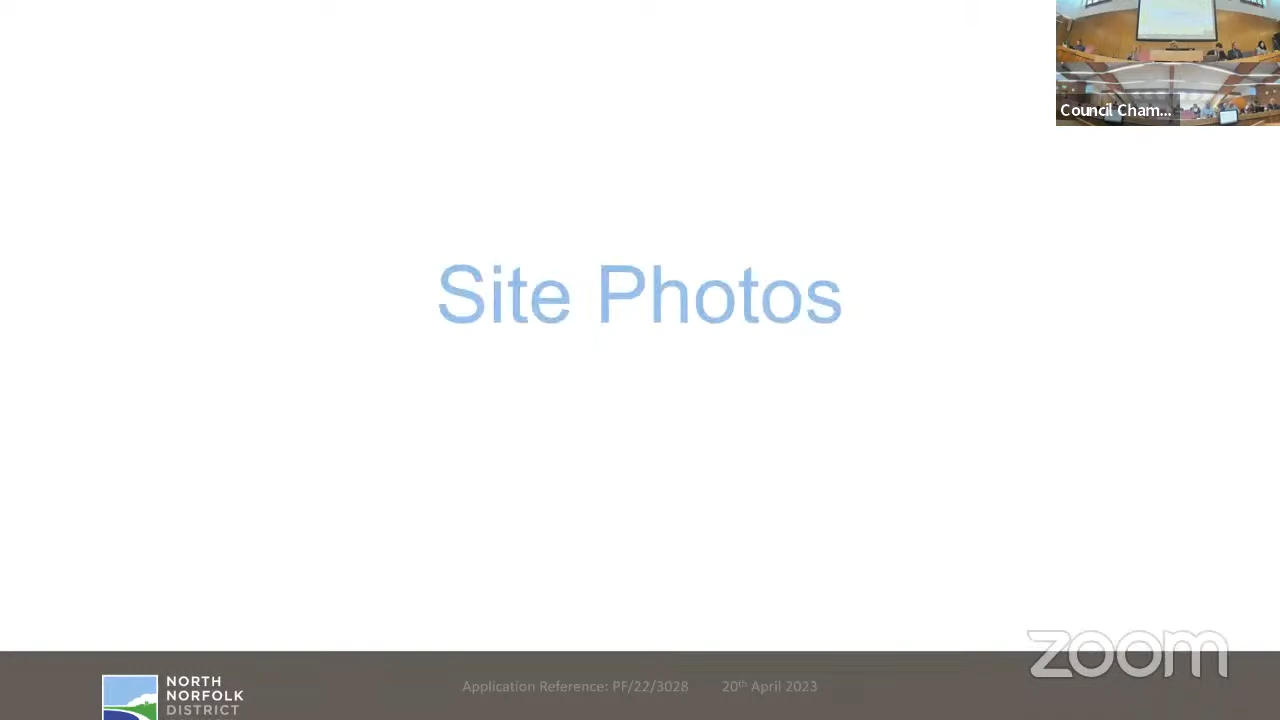 Council Cham...
Site Photos
zoom
NORTH
NORFOLK
DISTRICT
Application Reference: PF/22/3028 20th April 2023